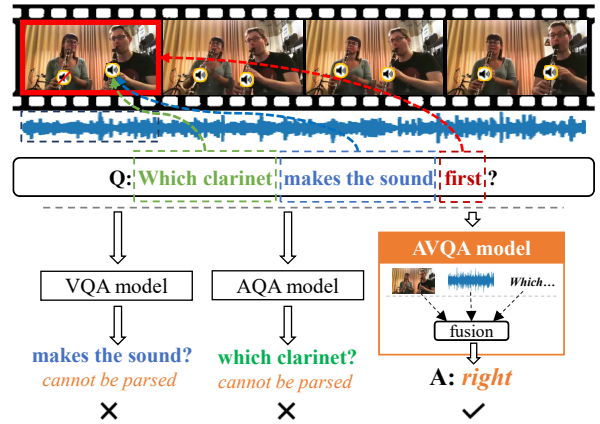 Q: Which clarinet makes the sound first ?
AVQA model
Which...
VQA model
AQA model
fusion
makes the sound?
cannot be parsed
which clarinet?
cannot be parsed
A: right